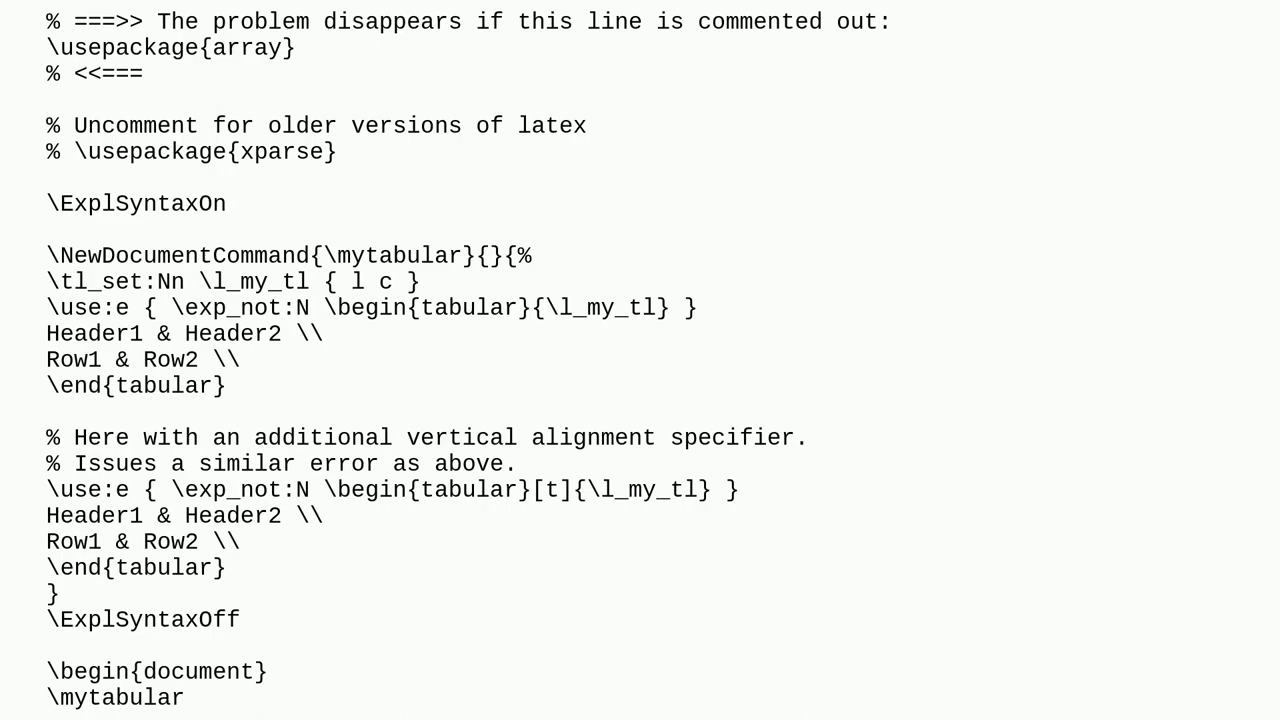 % ===>> The problem disappears if this line is commented out:
\usepackage{array}
% <<===
% Uncomment for older versions of latex
% \usepackage{xparse}
\ExplSyntaxOn
\NewDocumentCommand{\mytabular}{}{%
\tl_set:Nn \l_my_tl { l c }
\use:e { \exp_not:N \begin{tabular}{\l_my_tl} }
Header1 & Header2 \\
Row1 & Row2 \\
\end{tabular}
% Here with an additional vertical alignment specifier.
% Issues a similar error as above.
\use:e { \exp_not:N \begin{tabular}[t]{\l_my_tl} }
Header1 & Header2 \\
Row1 & Row2 \\
\end{tabular}
}
\ExplSyntaxOff
\begin{document}
\mytabular